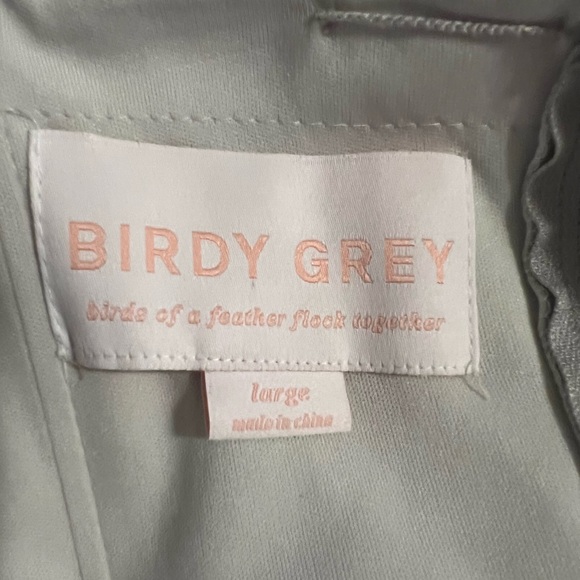 BIRDY GREY
birds of a feather flock together
large
made in china